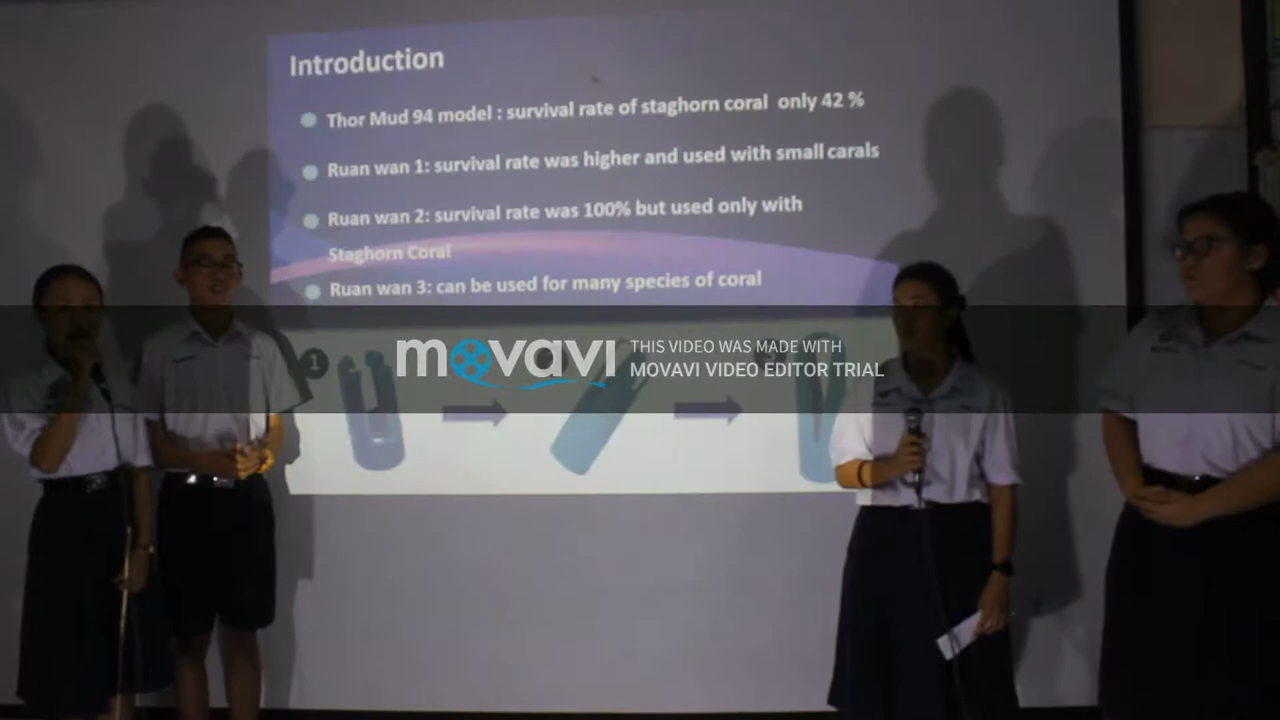 Introduction
Thor Mud 94 model : survival rate of staghorn coral only 42 %
Ruan wan 1: survival rate was higher and used with small carals
Ruan wan 2: survival rate was 100% but used only with
Staghorn Coral
Ruan wan 3: can be used for many species of coral
1
movavi
THIS VIDEO WAS MADE WITH
MOVAVI VIDEO EDITOR TRIAL